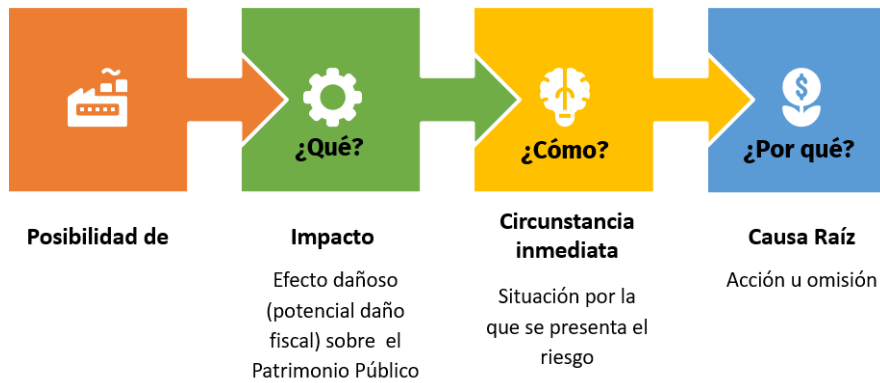 ¿Qué?
¿Cómo?
¿Por qué?
Posibilidad de
Impacto
Efecto dañoso
(potencial daño
fiscal) sobre el
Patrimonio Público
Circunstancia
inmediata
Situación por la
que se presenta el
riesgo
Causa Raíz
Acción u omisión
$